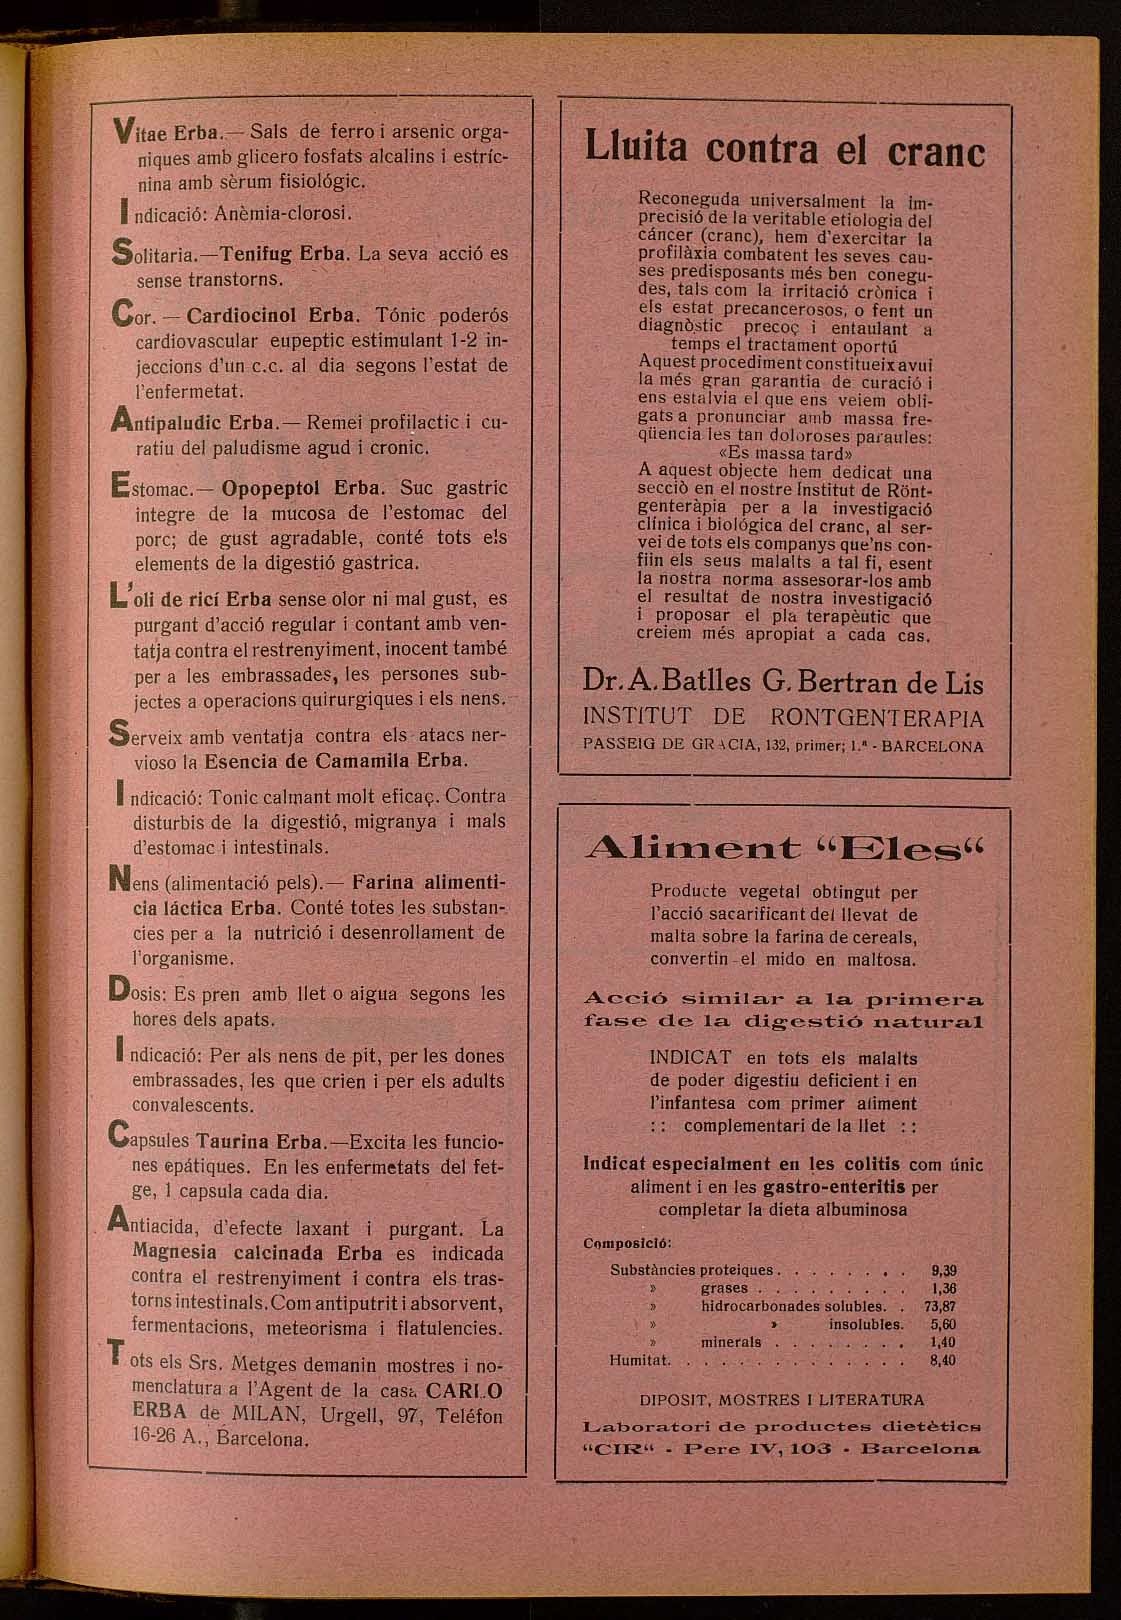 Vitae Erba.— Sals de ferro i arsenic orga-
niques amb glicero fosfats alcalins i estríc-
nina amb sèrum fisiológic.
Indicació: Anèmia-clorosi.
Solitaria.—Tenifug Erba. La seva acció es
sense transtorns.
Cor. — Cardiocinol Erba. Tónic poderós
cardiovascular eupeptic estimulant 1-2 in-
jeccions d'un c.c. al dia segons l'estat de
l'enfermetat.
Antipaludic Erba.— Remei profilactic i cu-
ratiu del paludisme agud i cronic.
Estomac.— Opopeptol Erba. Suc gastric
integre de la mucosa de l'estomac del
porc; de gust agradable, conté tots els
elements de la digestió gàstrica.
L'oli de ricí Erba sense olor ni mal gust, es
purgant d'acció regular i contant amb ven-
tatja contra el restrenyiment, inocent també
per a les embrassades, les persones sub-
jectes a operacions quirurgiques i els nens.
Serveix amb ventatja contra els atacs ner-
vioso la Esencia de Camamila Erba.
Indicació: Tonic calmant molt eficaç. Contra
disturbis de la digestió, migranya i mals
d'estomac i intestinals.
Nens (alimentació pels).— Farina alimenti-
cia láctica Erba. Conté totes les substan-
cies per a la nutrició i desenrollament de
l'organisme.
Dosis: Es pren amb llet o aigua segons les
hores dels apats.
Indicació: Per als nens de pit, per les dones
embrassades, les que crien i per els adults
convalescents.
Capsules Taurina Erba.—Excita les funcio-
nes epátiques. En les enfermetats del fet-
ge, 1 capsula cada dia.
Antiacida, d'efecte laxant i purgant. La
Magnesia calcinada Erba es indicada
contra el restrenyiment i contra els tras-
torns intestinals. Com antiputrit i absorvent,
fermentacions, meteorisma i flatulencies.
Tots els Srs. Metges demanin mostres i no-
menclatura a l'Agent de la casa CARLO
ERBA de MILAN, Urgell, 97, Teléfon
16-26 A., Barcelona.
Lluita contra el cranc
Reconeguda universalment la im-
precisió de la veritable etiologia del
cáncer (cranc), hem d'exercitar la
profilàxia combatent les seves cau-
ses predisposants més ben conegu-
des, tals com la irritació crònica i
els estat precancerosos, o fent un
diagnòstic precoç i entaulant a
temps el tractament oportú
Aquest procediment constitueix avui
la més gran garantia de curació i
ens estalvia el que ens veiem obli-
gats a pronunciar amb massa fre-
qüencia les tan doloroses paraules:
«Es massa tard»
A aquest objecte hem dedicat una
secciò en el nostre Institut de Rönt-
genteràpia per a la investigació
clínica i biológica del cranc, al ser-
vei de tots els companys que'ns con-
fiin els seus malalts a tal fi, esent
la nostra norma assesorar-los amb
el resultat de nostra investigació
i proposar el pla terapèutic que
creiem més apropiat a cada cas.
Dr. A. Batlles G. Bertran de Lis
INSTITUT DE RONTGENTERAPIA
PASSEIG DE GRACIA, 132, primer; 1.ª - BARCELONA
Aliment “Eles“
Producte vegetal obtingut per
l'acció sacarificant del llevat de
malta sobre la farina de cereals,
convertin el mido en maltosa.
Acció similar a la primera
fase de la digestió natural
INDICAT en tots els malalts
de poder digestiu deficient i en
l'infantesa com primer aliment
:: complementari de la llet ::
Indicat especialment en les colitis com únic
aliment i en les gastro-enteritis per
completar la dieta albuminosa
Composició:
Substàncies proteiques. . . . . . . . 9,39
» grases . . . . . . . . . 1,36
» hidrocarbonades solubles. . 73,87
» » insolubles. 5,60
» minerals . . . . . . . . 1,40
Humitat. . . . . . . . . . . . . . 8,40
DIPOSIT, MOSTRES I LITERATURA
Laboratori de productes dietètics
“CIR“ - Pere IV, 103 - Barcelona